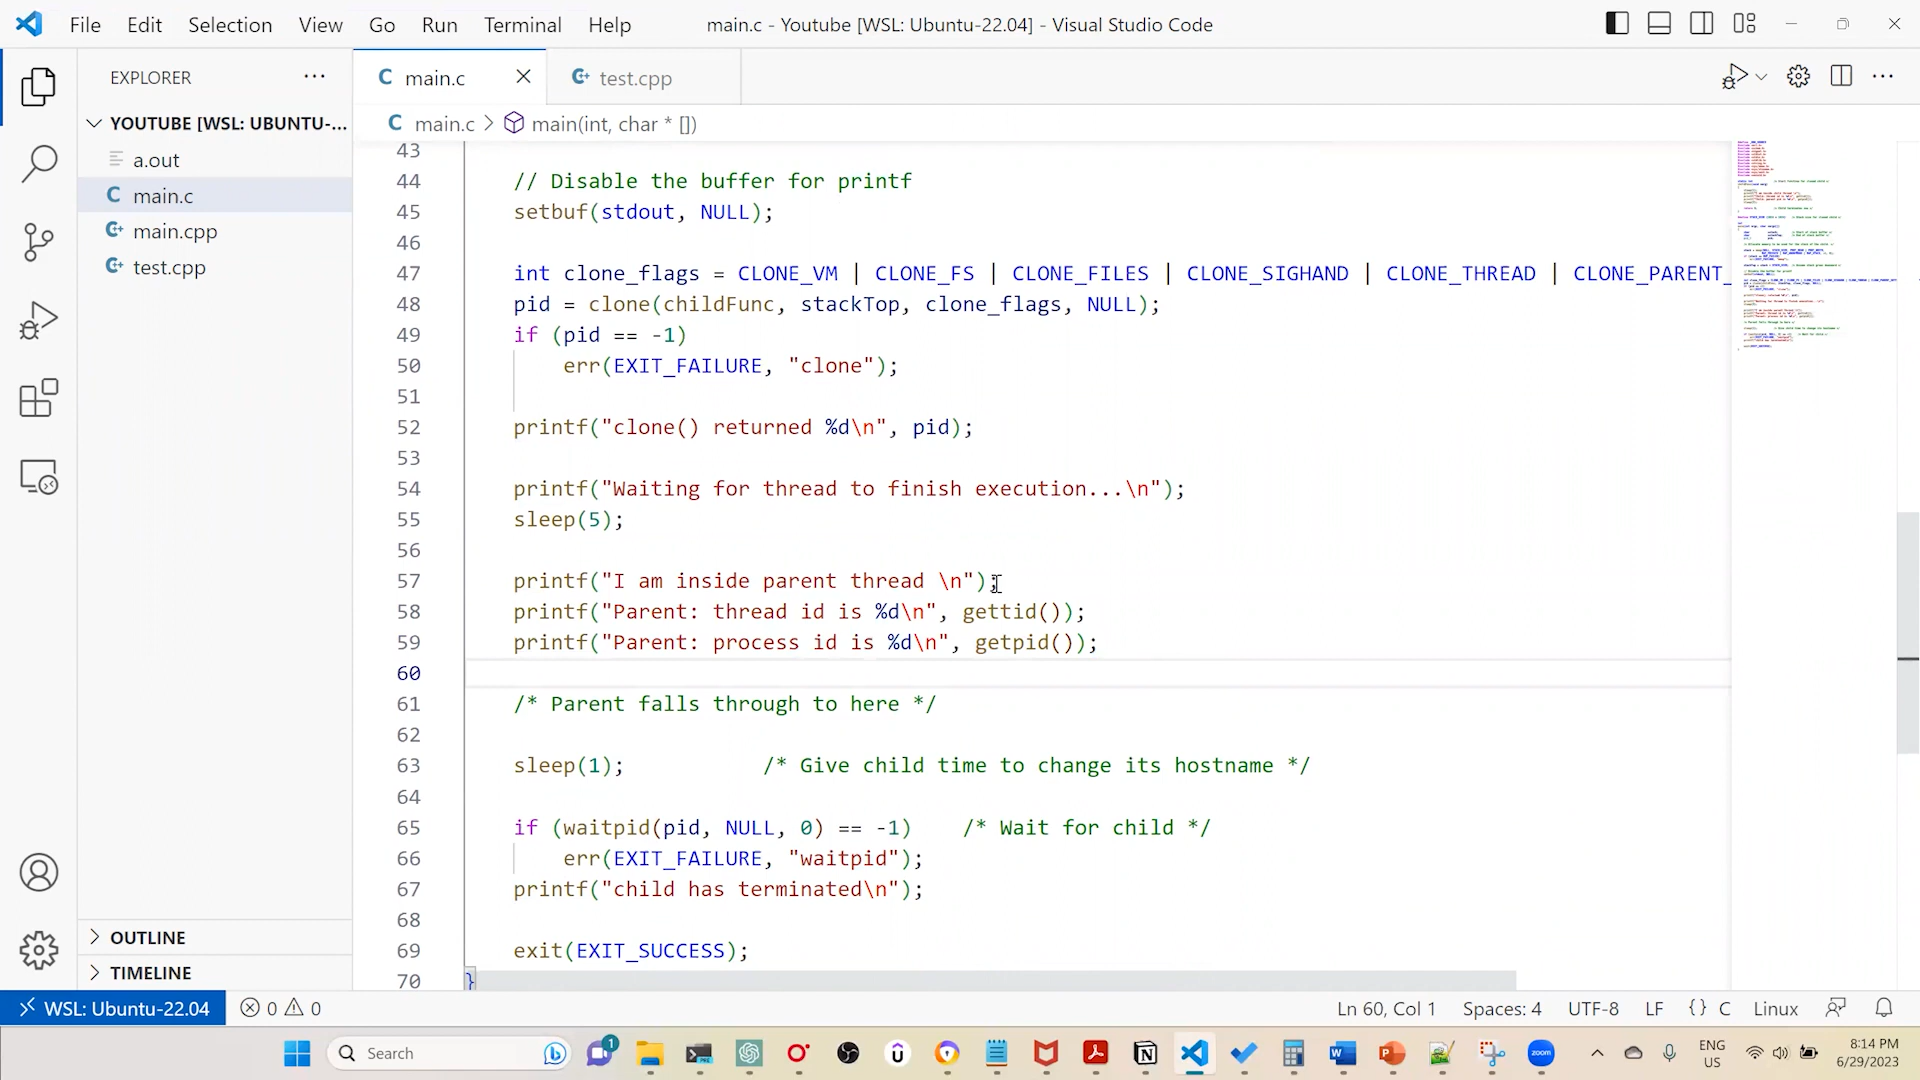 File Edit Selection View Go Run Terminal Help
main.c - Youtube [WSL: Ubuntu-22.04] - Visual Studio Code
EXPLORER
YOUTUBE [WSL: UBUNTU-...
a.out
C main.c
main.cpp
test.cpp
OUTLINE
TIMELINE
C main.c
test.cpp
C main.c > main(int, char * [])
43
44 // Disable the buffer for printf
45 setbuf(stdout, NULL);
46
47 int clone_flags = CLONE_VM | CLONE_FS | CLONE_FILES | CLONE_SIGHAND | CLONE_THREAD | CLONE_PARENT_
48 pid = clone(childFunc, stackTop, clone_flags, NULL);
49 if (pid == -1)
50 err(EXIT_FAILURE, "clone");
51
52 printf("clone() returned %d\n", pid);
53
54 printf("Waiting for thread to finish execution...\n");
55 sleep(5);
56
57 printf("I am inside parent thread \n");
58 printf("Parent: thread id is %d\n", gettid());
59 printf("Parent: process id is %d\n", getpid());
60
61 /* Parent falls through to here */
62
63 sleep(1); /* Give child time to change its hostname */
64
65 if (waitpid(pid, NULL, 0) == -1) /* Wait for child */
66 err(EXIT_FAILURE, "waitpid");
67 printf("child has terminated\n");
68
69 exit(EXIT_SUCCESS);
70 }
WSL: Ubuntu-22.04 0 0
Ln 60, Col 1 Spaces: 4 UTF-8 LF {} C Linux
Search
1
zoom
ENG
US
8:14 PM
6/29/2023